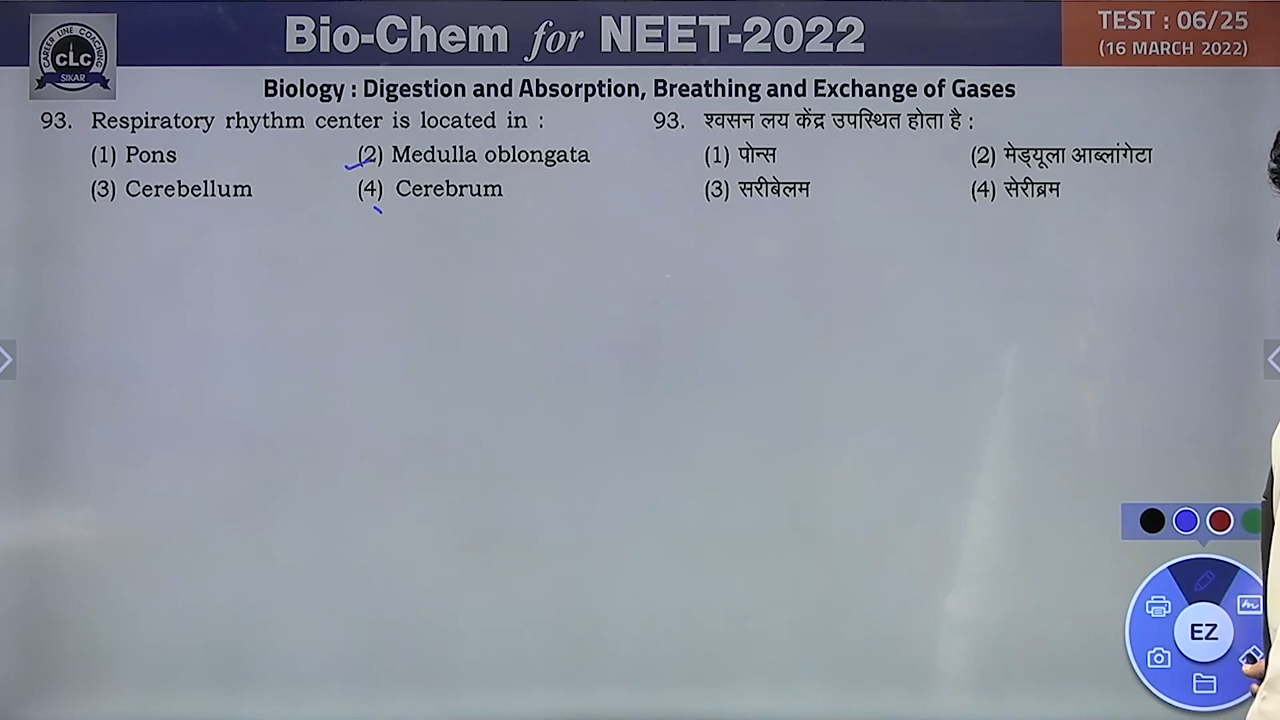 Bio-Chem for NEET-2022
TEST : 06/25
(16 MARCH 2022)
CAREER LINE COACHING
CLC
SIKAR
Biology : Digestion and Absorption, Breathing and Exchange of Gases
93. Respiratory rhythm center is located in :
(1) Pons (2) Medulla oblongata
(3) Cerebellum (4) Cerebrum
93. श्वसन लय केंद्र उपस्थित होता है :
(1) पोन्स (2) मेड्यूला आब्लांगेटा
(3) सरीबेलम (4) सेरीब्रम
EZ